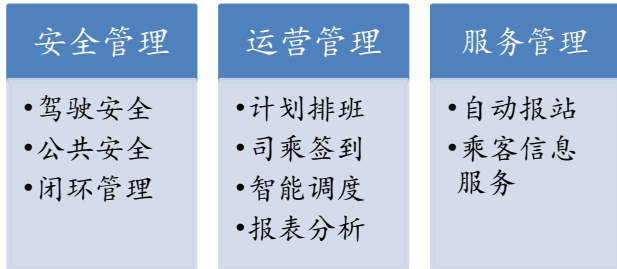 安全管理
•驾驶安全
•公共安全
•闭环管理
运营管理
•计划排班
•司乘签到
•智能调度
•报表分析
服务管理
•自动报站
•乘客信息
服务